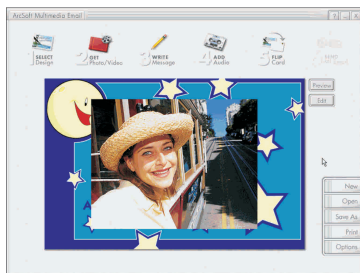 ArcSoft Multimedia Email
1 SELECT Design
2 GET Photo/Video
3 WRITE Message
4 ADD Audio
5 FLIP Card
Preview
Edit
New
Open
Save As
Print
Options